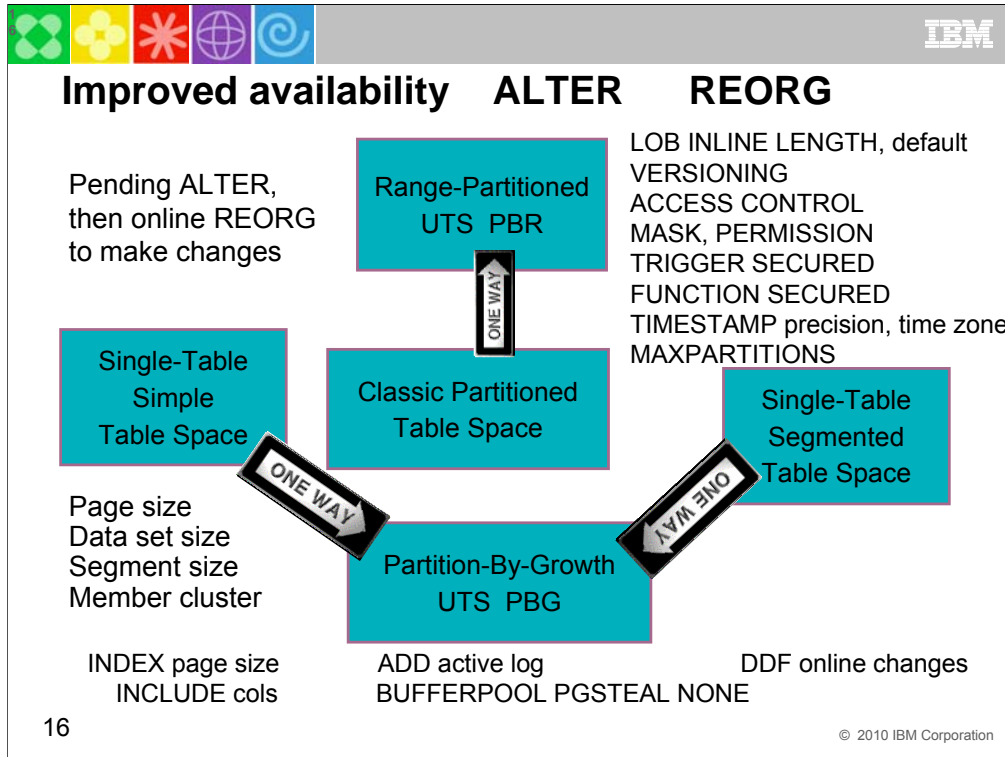 16
IBM
Improved availability ALTER REORG
Pending ALTER,
then online REORG
to make changes
Range-Partitioned
UTS PBR
LOB INLINE LENGTH, default
VERSIONING
ACCESS CONTROL
MASK, PERMISSION
TRIGGER SECURED
FUNCTION SECURED
TIMESTAMP precision, time zone
MAXPARTITIONS
ONE WAY
Single-Table
Simple
Table Space
Classic Partitioned
Table Space
Single-Table
Segmented
Table Space
ONE WAY
ONE WAY
Page size
Data set size
Segment size
Member cluster
Partition-By-Growth
UTS PBG
INDEX page size
INCLUDE cols
ADD active log
BUFFERPOOL PGSTEAL NONE
DDF online changes
16
© 2010 IBM Corporation